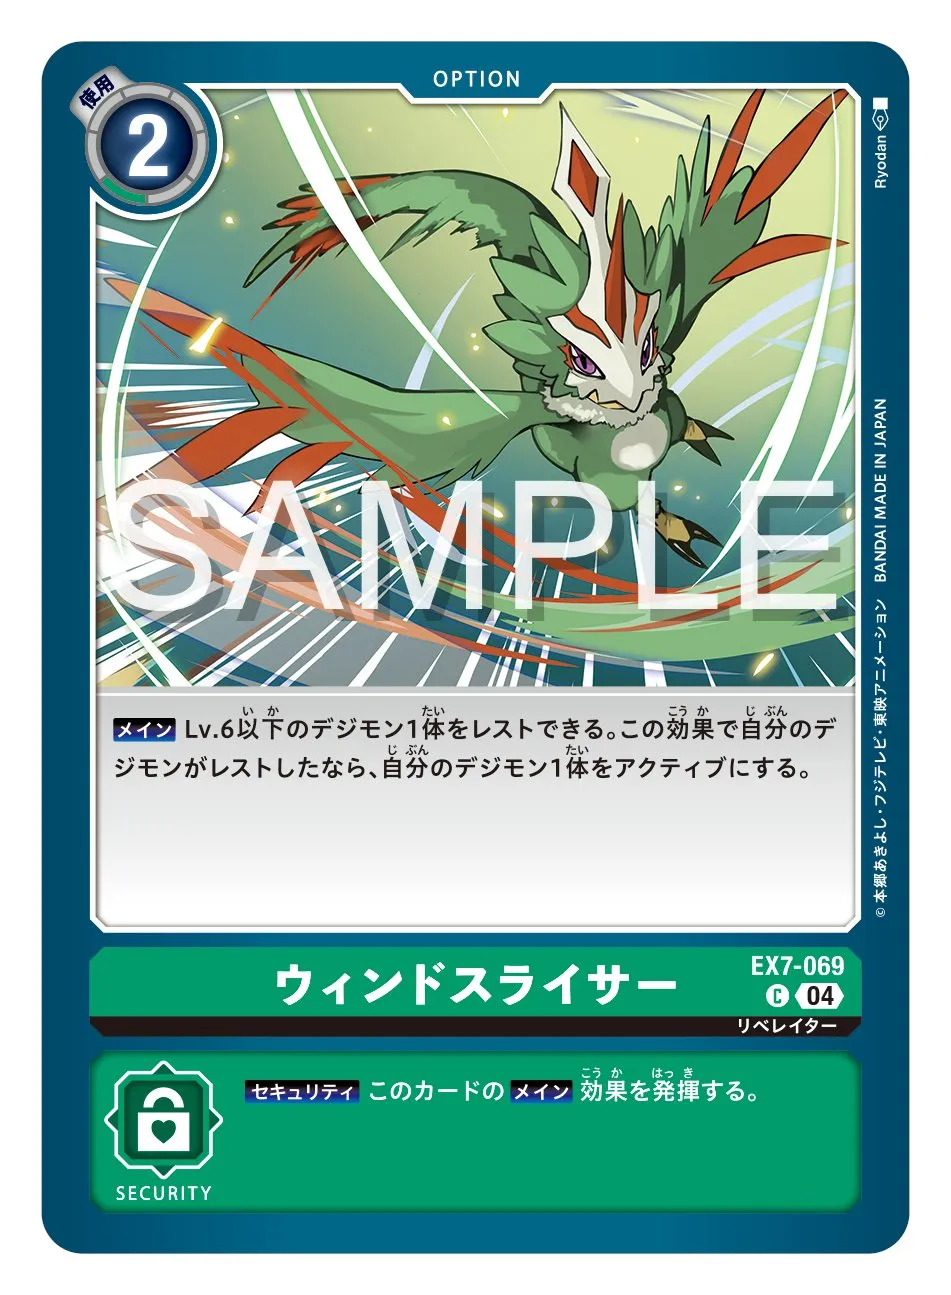 OPTION
使用
2
Ryodan
SAMPLE
メイン Lv.6以下のデジモン1体をレストできる。この効果で自分のデ
ジモンがレストしたなら、自分のデジモン1体をアクティブにする。
© 本郷あきよし・フジテレビ・東映アニメーション BANDAI MADE IN JAPAN
ウィンドスライサー
EX7-069
C 04
リベレイター
セキュリティ このカードの メイン 効果を発揮する。
SECURITY